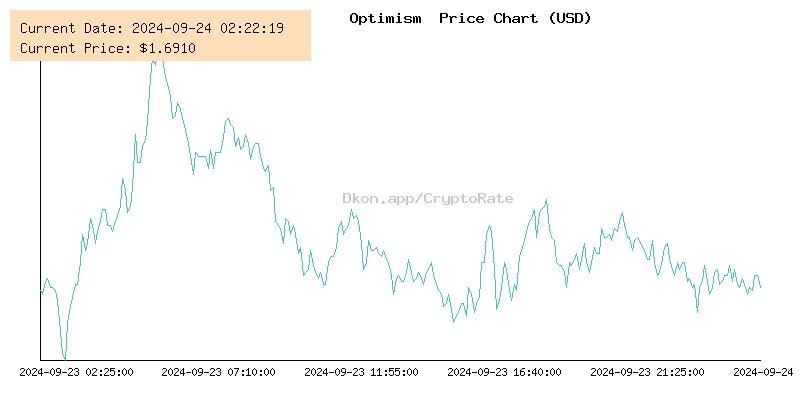 Optimism  Price Chart (USD)
Current Date: 2024-09-24 02:22:19
Current Price: $1.6910
Dkon.app/CryptoRate
2024-09-23 02:25:00 2024-09-23 07:10:00 2024-09-23 11:55:00 2024-09-23 16:40:00 2024-09-23 21:25:00 2024-09-24